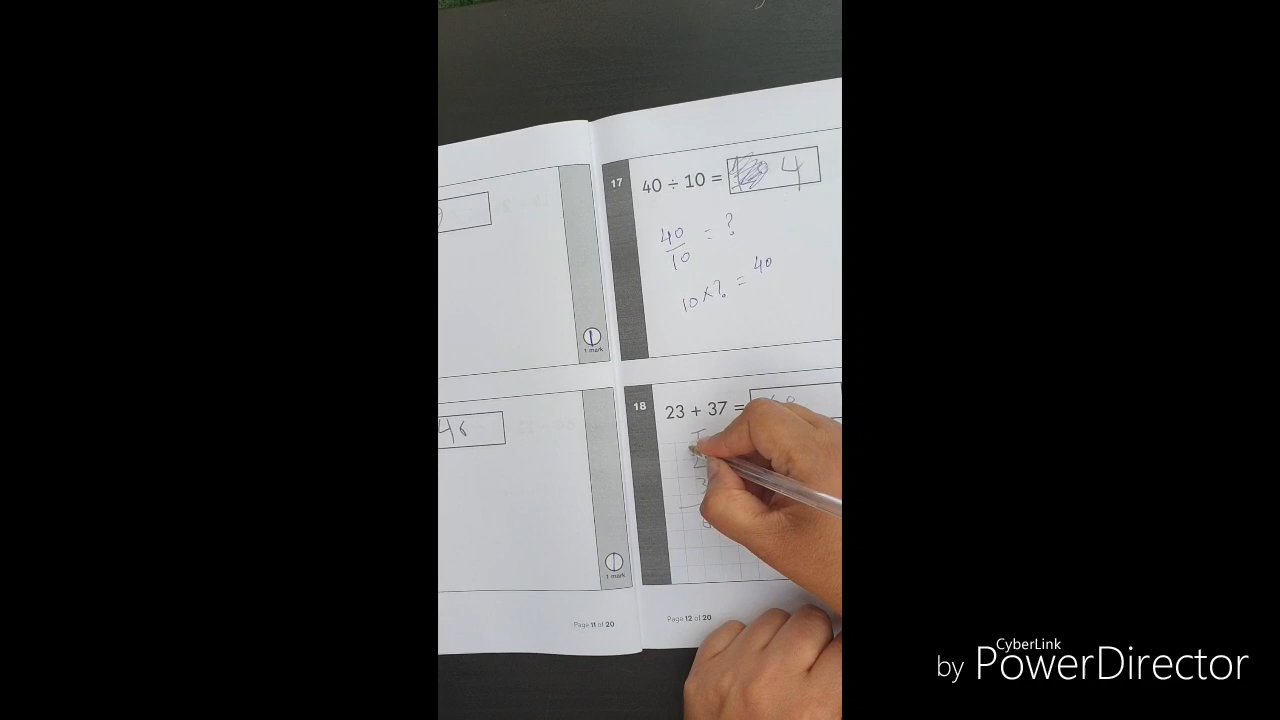 1 mark
46
1 mark
Page 11 of 20
17
40 ÷ 10 = 4
40
10
= ?
10 x ? = 40
18
23 + 37 =
Page 12 of 20
CyberLink
by PowerDirector